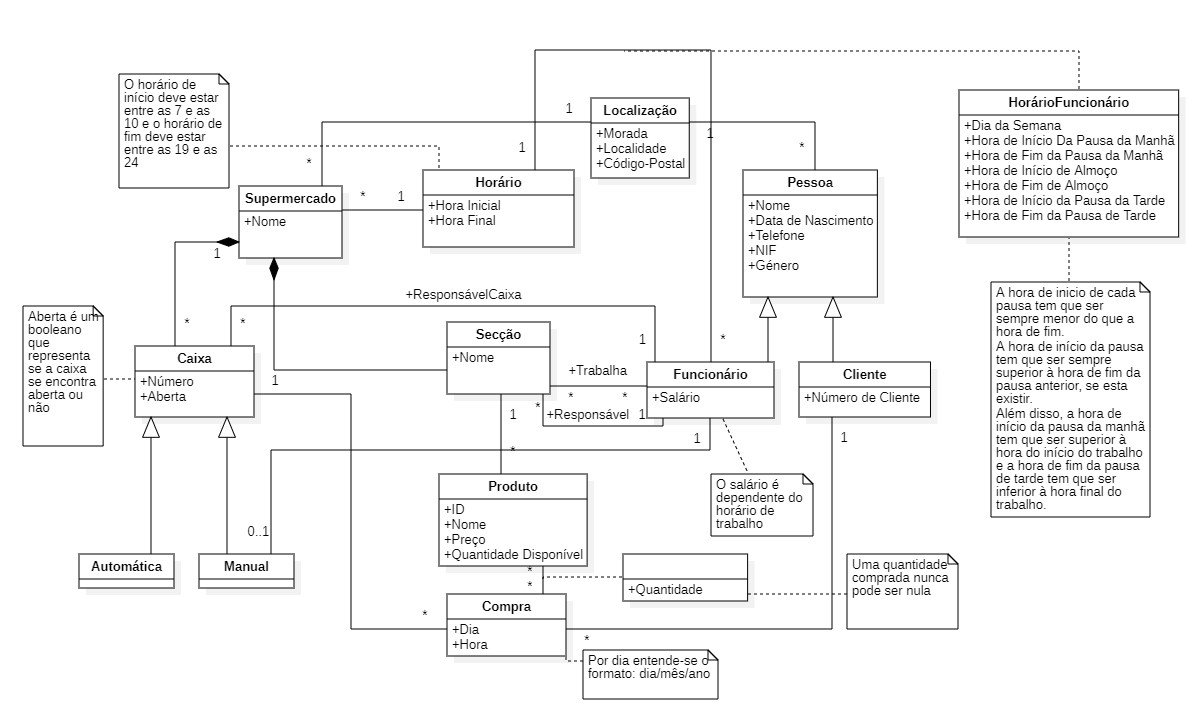 O horário de
início deve estar
entre as 7 e as
10 e o horário de
fim deve estar
entre as 19 e as
24
1
Localização
+Morada
+Localidade
+Código-Postal
1
1
*
HorárioFuncionário
+Dia da Semana
+Hora de Início Da Pausa da Manhã
+Hora de Fim da Pausa da Manhã
+Hora de Início de Almoço
+Hora de Fim de Almoço
+Hora de Início da Pausa da Tarde
+Hora de Fim da Pausa de Tarde
*
Supermercado
+Nome
1
*
1
Horário
+Hora Inicial
+Hora Final
Pessoa
+Nome
+Data de Nascimento
+Telefone
+NIF
+Género
A hora de inicio de cada
pausa tem que ser
sempre menor do que a
hora de fim.
A hora de início da pausa
tem que ser sempre
superior à hora de fim da
pausa anterior, se esta
existir.
Além disso, a hora de
início da pausa da manhã
tem que ser superior à
hora do início do trabalho
e a hora de fim da pausa
de tarde tem que ser
inferior à hora final do
trabalho.
+ResponsávelCaixa
*
*
1
*
Aberta é um
booleano
que
representa
se a caixa
se encontra
aberta ou
não
Caixa
+Número
+Aberta
1
Secção
+Nome
+Trabalha
*
*
*
+Responsável
1
Funcionário
+Salário
Cliente
+Número de Cliente
1
*
1
1
0..1
O salário é
dependente do
horário de
trabalho
Produto
+ID
+Nome
+Preço
+Quantidade Disponível
Automática
Manual
*
*
+Quantidade
Uma quantidade
comprada nunca
pode ser nula
*
Compra
+Dia
+Hora
*
Por dia entende-se o
formato: dia/mês/ano